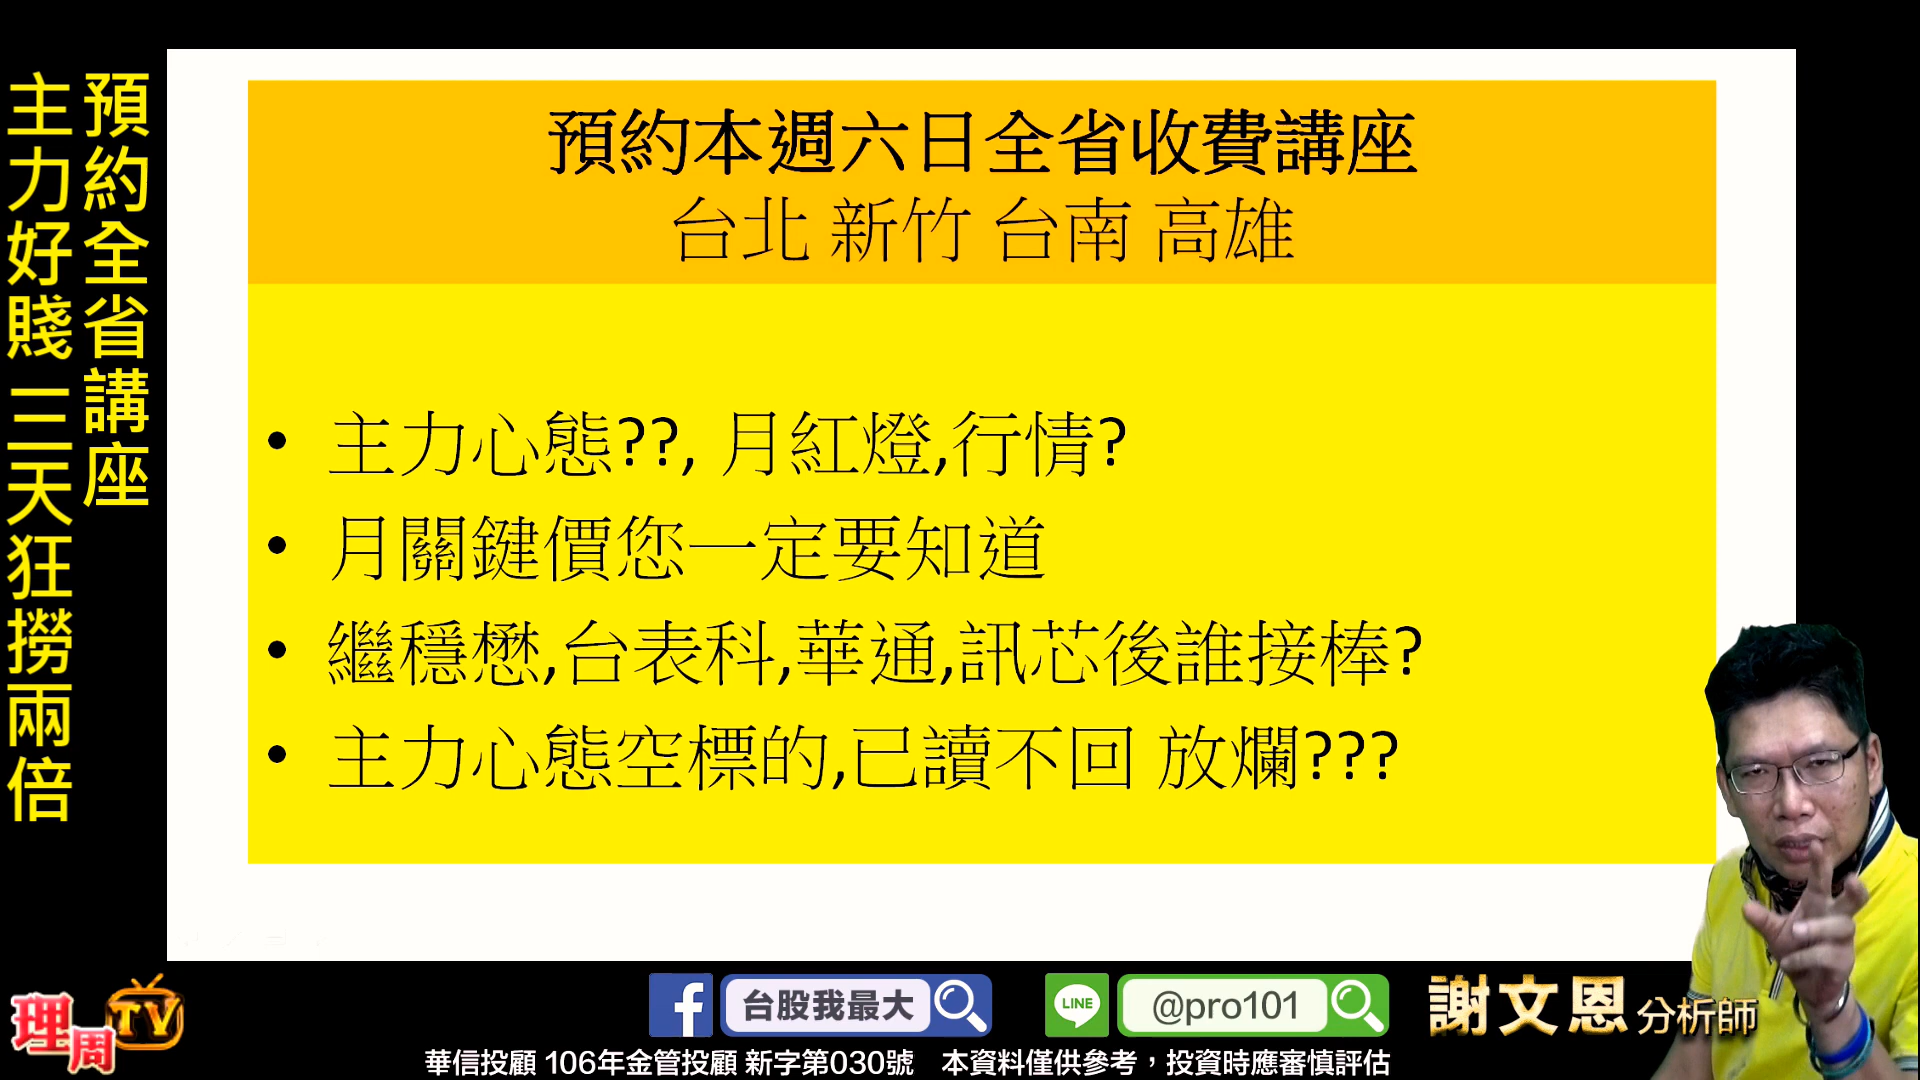 預約全省講座
主力好賤 三天狂撈兩倍
預約本週六日全省收費講座
台北 新竹 台南 高雄
• 主力心態??, 月紅燈,行情?
• 月關鍵價您一定要知道
• 繼穩懋,台表科,華通,訊芯後誰接棒?
• 主力心態空標的,已讀不回 放爛???
理周TV
f 台股我最大
LINE @pro101
謝文恩 分析師
華信投顧 106年金管投顧 新字第030號 本資料僅供參考，投資時應審慎評估